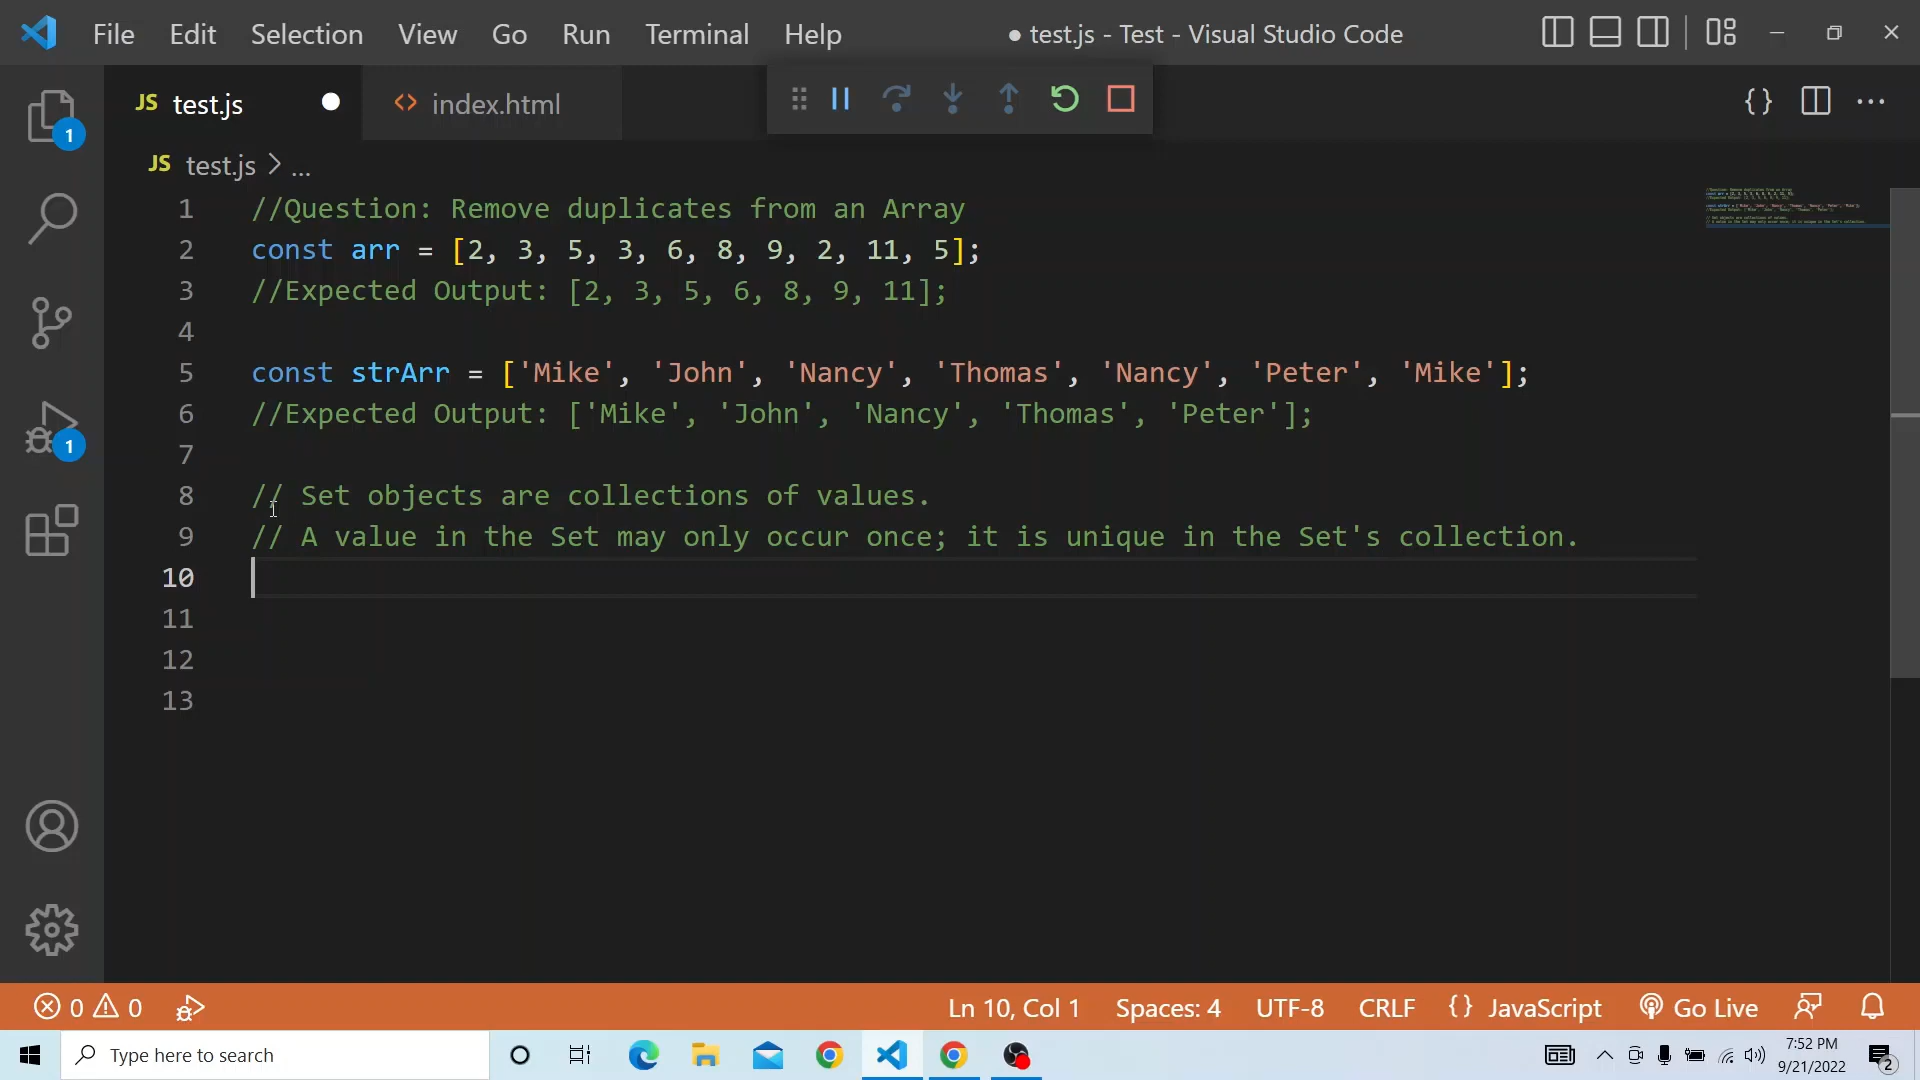 File Edit Selection View Go Run Terminal Help ● test.js - Test - Visual Studio Code
JS test.js ● <> index.html
JS test.js > ...
1 //Question: Remove duplicates from an Array
2 const arr = [2, 3, 5, 3, 6, 8, 9, 2, 11, 5];
3 //Expected Output: [2, 3, 5, 6, 8, 9, 11];
4
5 const strArr = ['Mike', 'John', 'Nancy', 'Thomas', 'Nancy', 'Peter', 'Mike'];
6 //Expected Output: ['Mike', 'John', 'Nancy', 'Thomas', 'Peter'];
7
8 // Set objects are collections of values.
9 // A value in the Set may only occur once; it is unique in the Set's collection.
10
11
12
13
1
1
0 0 Ln 10, Col 1 Spaces: 4 UTF-8 CRLF {} JavaScript Go Live
Type here to search
7:52 PM
9/21/2022
2